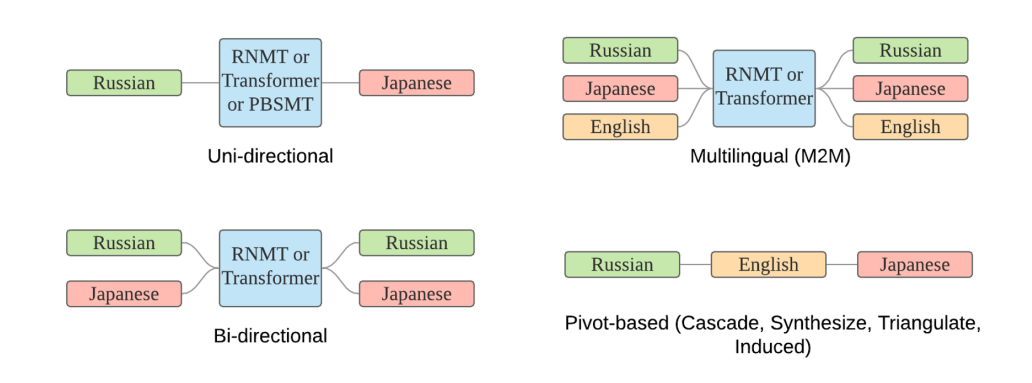 Russian
RNMT or
Transformer
or PBSMT
Japanese
Uni-directional
Russian
Japanese
English
RNMT or
Transformer
Russian
Japanese
English
Multilingual (M2M)
Russian
Japanese
RNMT or
Transformer
Russian
Japanese
Bi-directional
Russian
English
Japanese
Pivot-based (Cascade, Synthesize, Triangulate,
Induced)